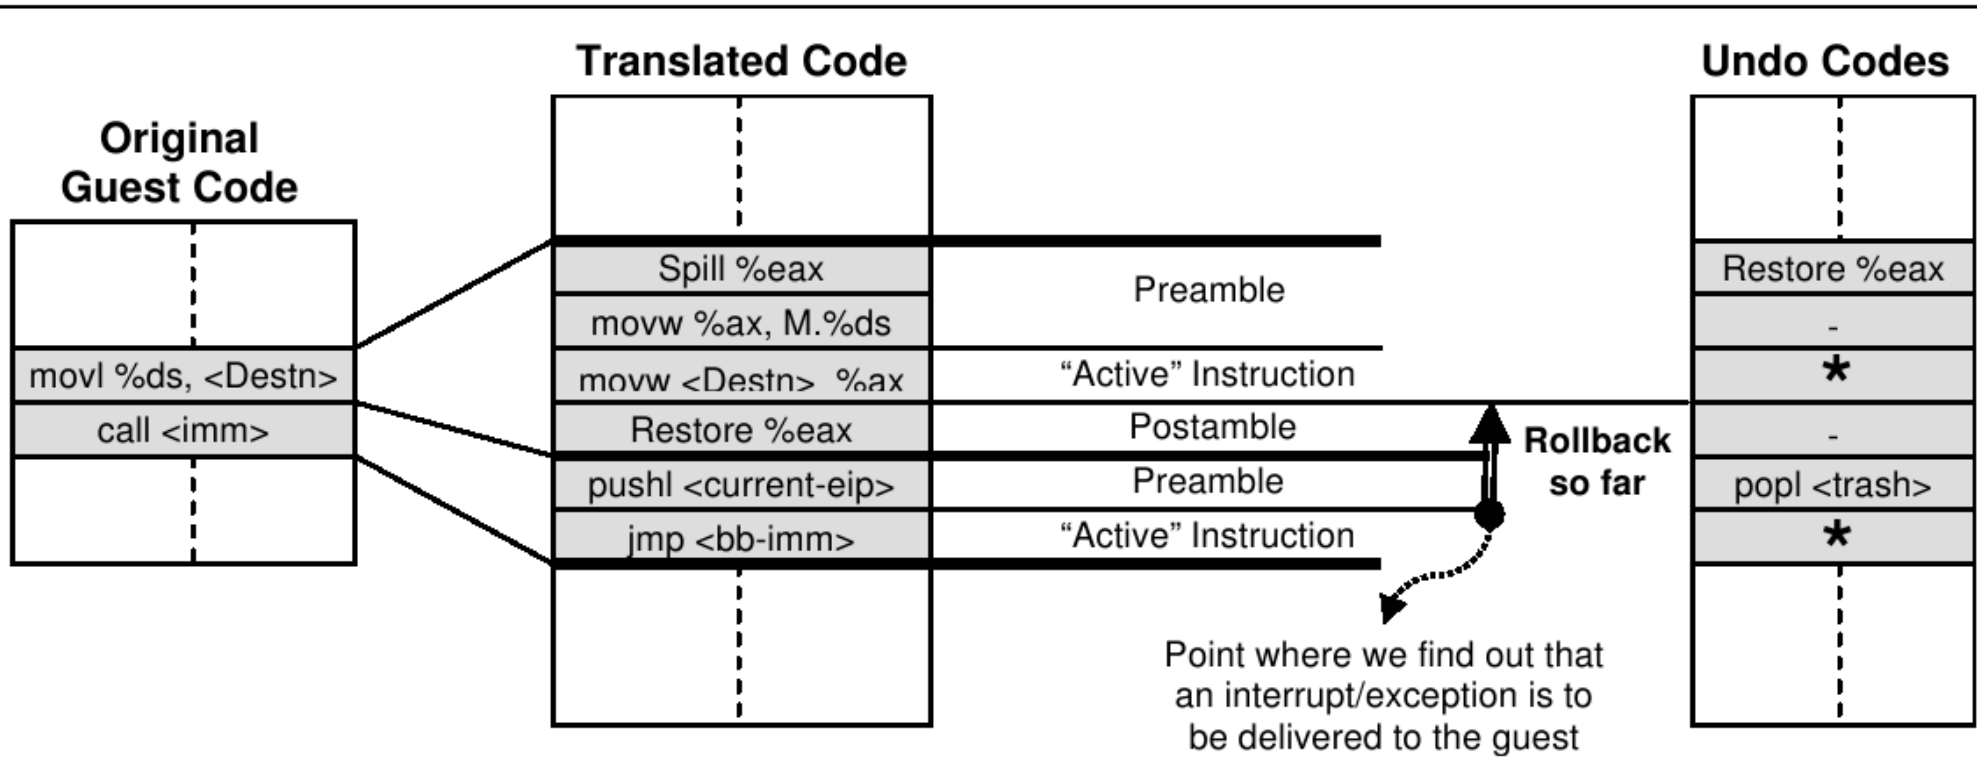 Original
Guest Code
movl %ds, <Destn>
call <imm>
Translated Code
Spill %eax
movw %ax, M.%ds
movw <Destn>  %ax
Restore %eax
pushl <current-eip>
jmp <bb-imm>
Preamble
“Active” Instruction
Postamble
Preamble
“Active” Instruction
Rollback
so far
Point where we find out that
an interrupt/exception is to
be delivered to the guest
Undo Codes
Restore %eax
-
*
-
popl <trash>
*